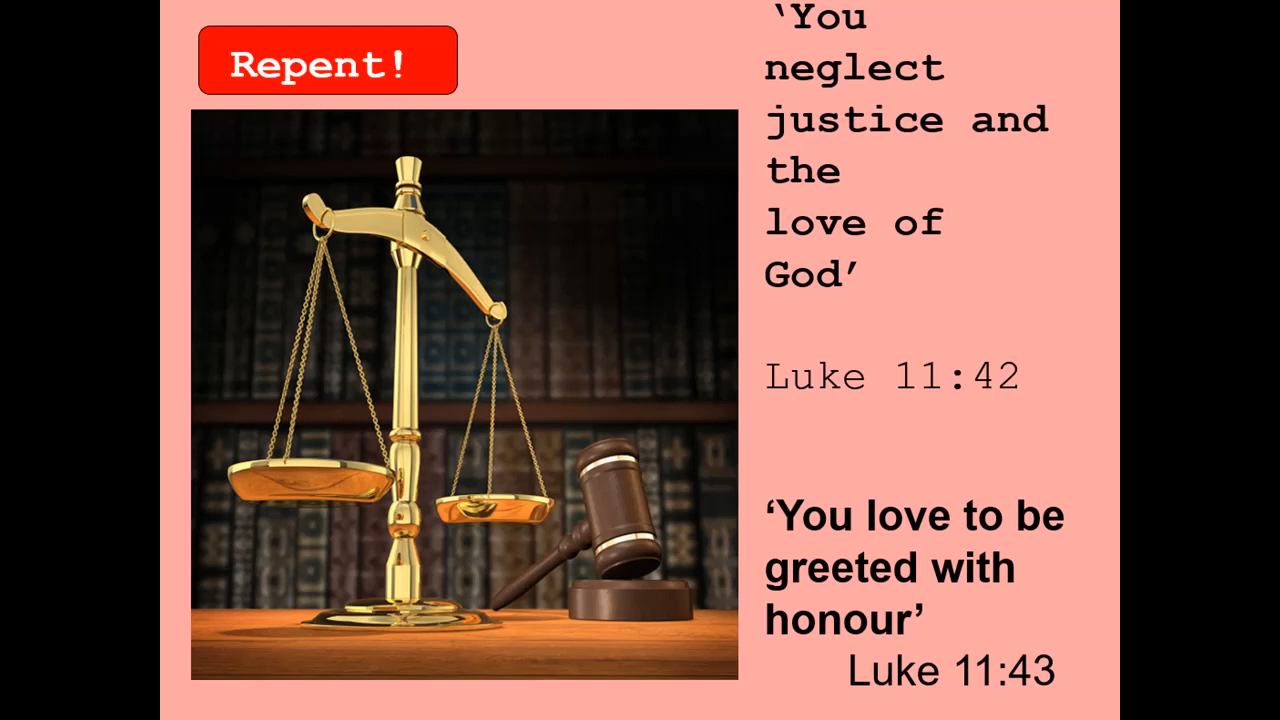 Repent!
‘You
neglect
justice and
the
love of
God’
Luke 11:42
‘You love to be
greeted with
honour’
Luke 11:43